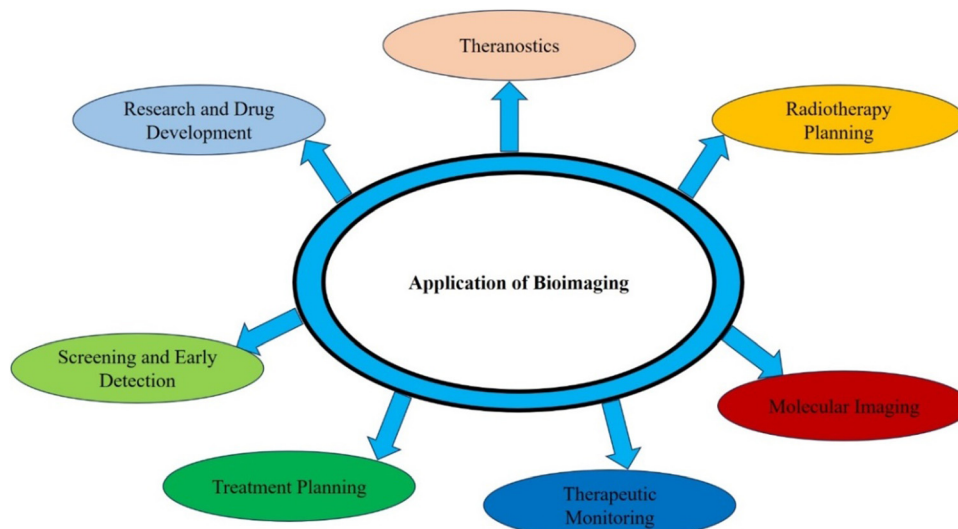 Theranostics
Research and Drug
Development
Radiotherapy
Planning
Application of Bioimaging
Screening and Early
Detection
Molecular Imaging
Treatment Planning
Therapeutic
Monitoring